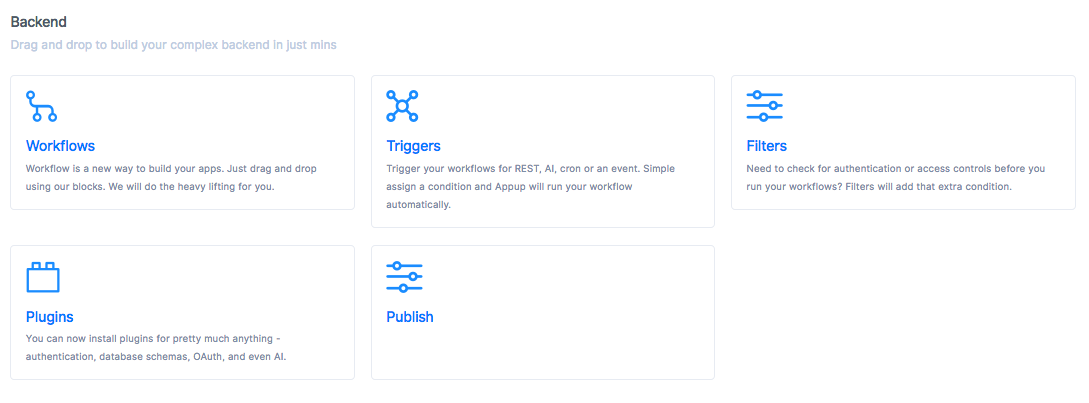 Backend
Drag and drop to build your complex backend in just mins
Workflows
Workflow is a new way to build your apps. Just drag and drop
using our blocks. We will do the heavy lifting for you.
Triggers
Trigger your workflows for REST, AI, cron or an event. Simple
assign a condition and Appup will run your workflow
automatically.
Filters
Need to check for authentication or access controls before you
run your workflows? Filters will add that extra condition.
Plugins
You can now install plugins for pretty much anything -
authentication, database schemas, OAuth, and even AI.
Publish